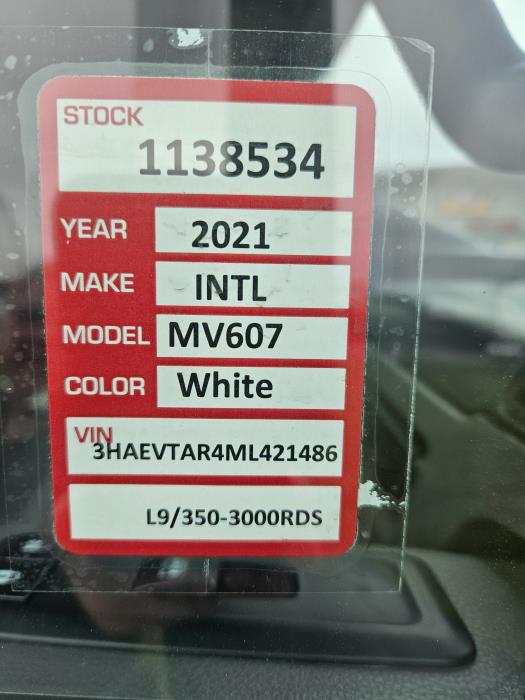 STOCK
1138534
YEAR 2021
MAKE INTL
MODEL MV607
COLOR White
VIN
3HAEVTAR4ML421486
L9/350-3000RDS